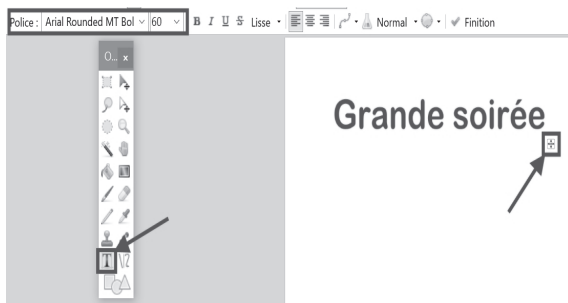 Police : Arial Rounded MT Bol 60 B I U S Lisse Normal Finition
O... x
Grande soirée
T